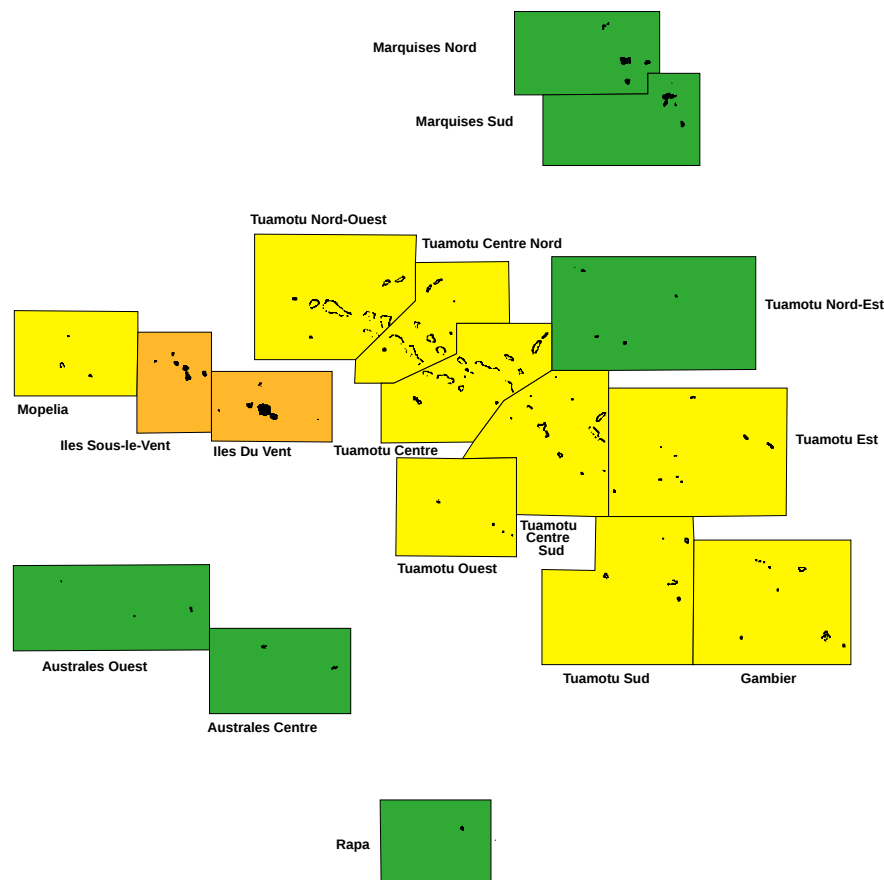 Marquises Nord
Marquises Sud
Tuamotu Nord-Ouest
Tuamotu Centre Nord
Tuamotu Nord-Est
Mopelia
Iles Sous-le-Vent
Iles Du Vent
Tuamotu Centre
Tuamotu Est
Tuamotu
Centre
Sud
Tuamotu Ouest
Australes Ouest
Tuamotu Sud
Gambier
Australes Centre
Rapa